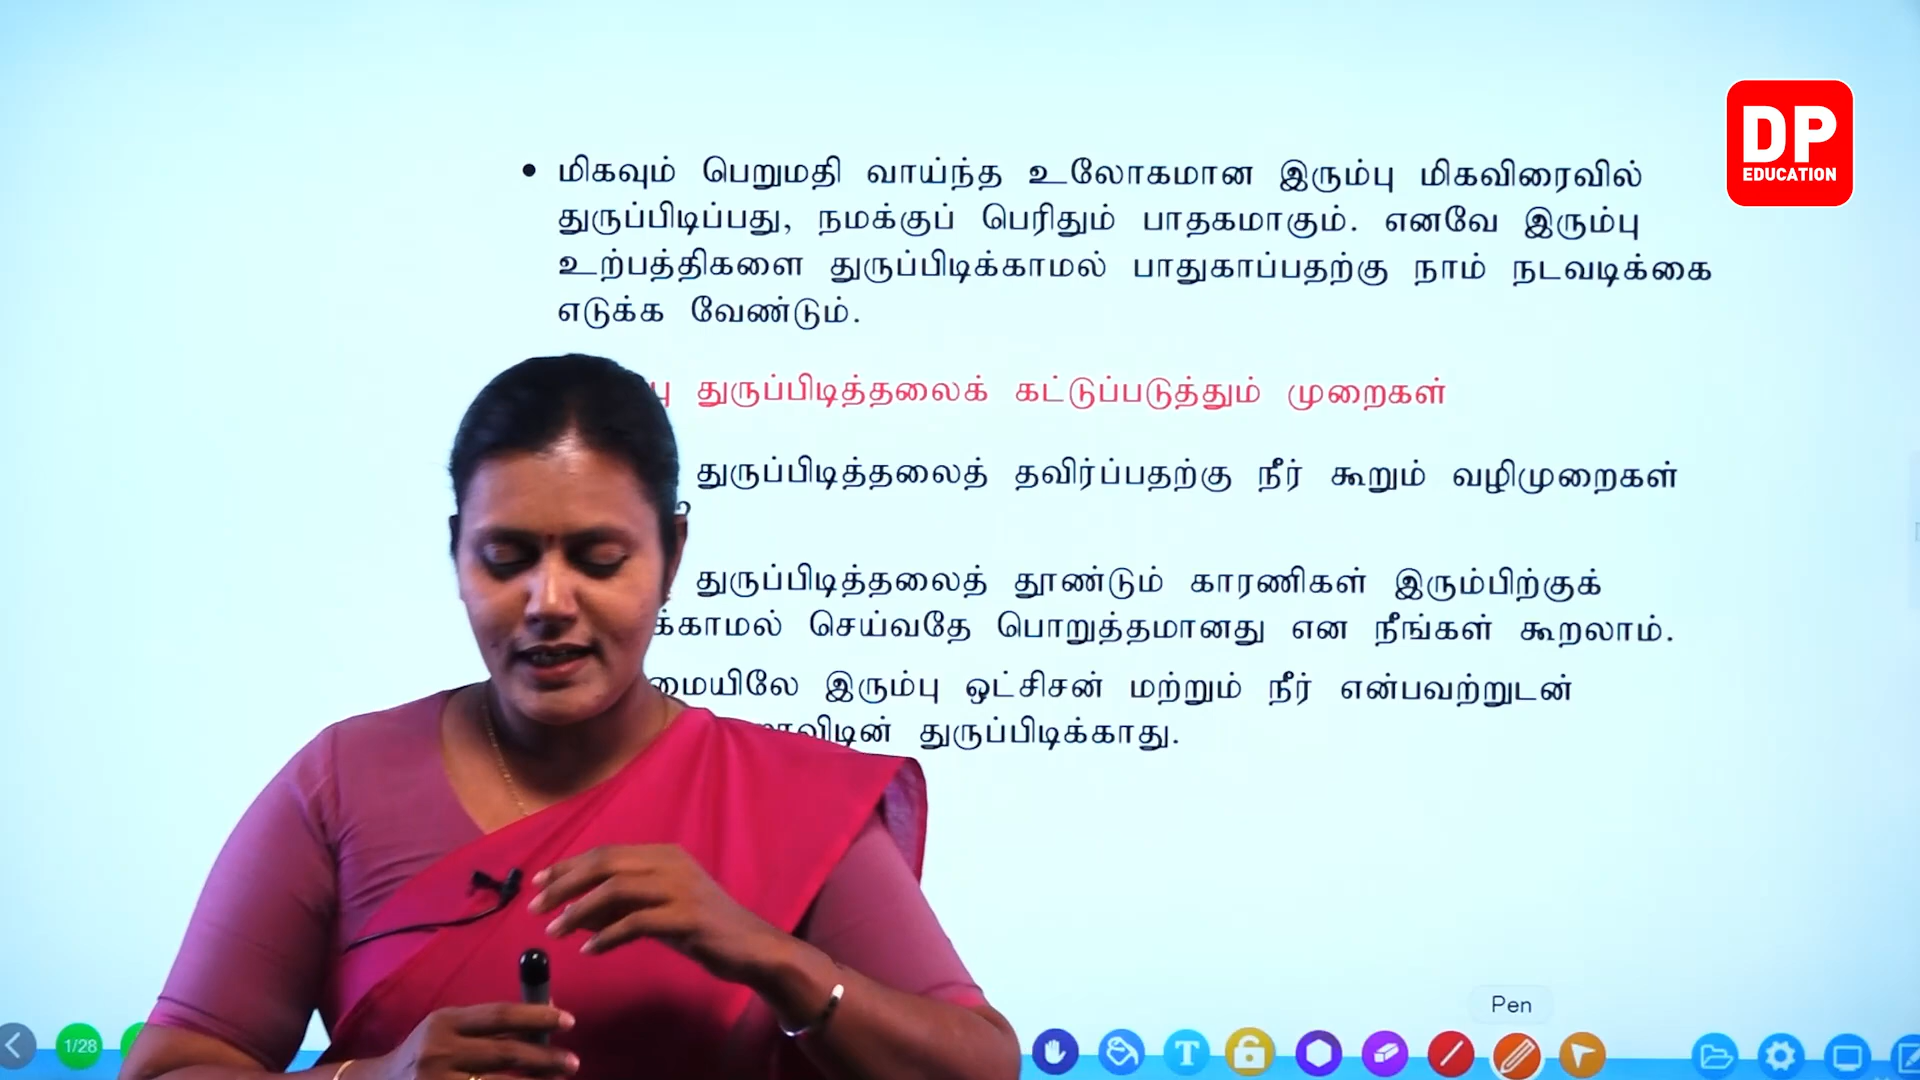 DP
EDUCATION
• மிகவும் பெறுமதி வாய்ந்த உலோகமான இரும்பு மிகவிரைவில்
துருப்பிடிப்பது, நமக்குப் பெரிதும் பாதகமாகும். எனவே இரும்பு
உற்பத்திகளை துருப்பிடிக்காமல் பாதுகாப்பதற்கு நாம் நடவடிக்கை
எடுக்க வேண்டும்.
துருப்பிடித்தலைக் கட்டுப்படுத்தும் முறைகள்
துருப்பிடித்தலைத் தவிர்ப்பதற்கு நீர் கூறும் வழிமுறைகள்
துருப்பிடித்தலைத் தூண்டும் காரணிகள் இரும்பிற்குக்
செய்வதே பொறுத்தமானது என நீங்கள் கூறலாம்.
இரும்பு ஒட்சிசன் மற்றும் நீர் என்பவற்றுடன்
துருப்பிடிக்காது.
Pen
1/28